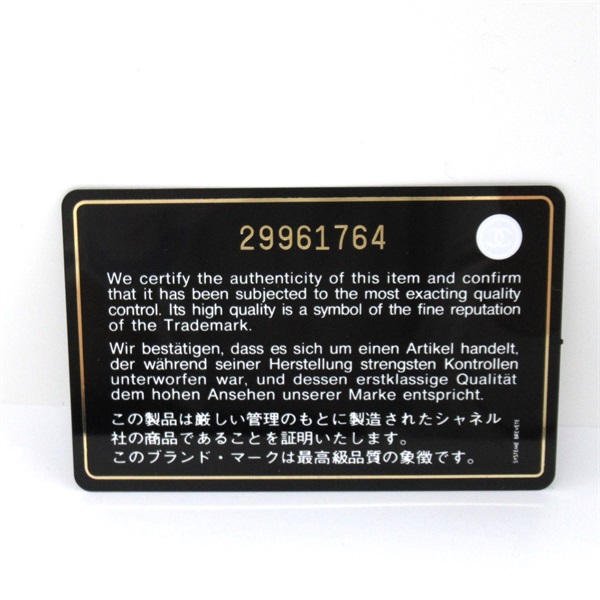 29961764
We certify the authenticity of this item and confirm
that it has been subjected to the most exacting quality
control. Its high quality is a symbol of the fine reputation
of the Trademark.
Wir bestätigen, dass es sich um einen Artikel handelt,
der während seiner Herstellung strengsten Kontrollen
unterworfen war, und dessen erstklassige Qualität
dem hohen Ansehen unserer Marke entspricht.
この製品は厳しい管理のもとに製造されたシャネル
社の商品であることを証明いたします。
このブランド・マークは最高級品質の象徴です。
SYSTEME BREVETE